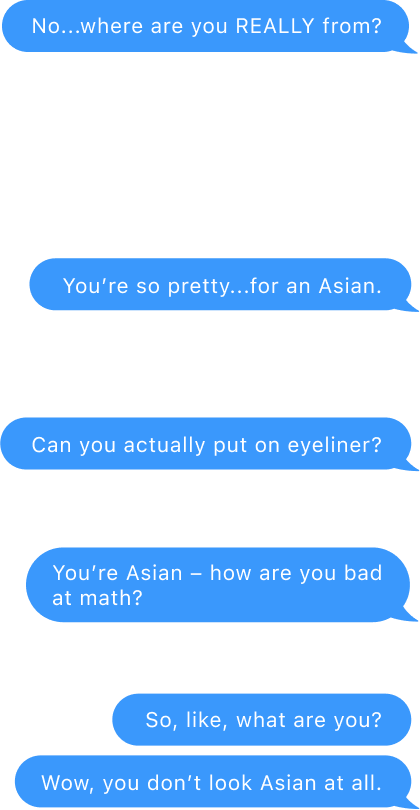 No...where are you REALLY from?
You’re so pretty...for an Asian.
Can you actually put on eyeliner?
You’re Asian – how are you bad
at math?
So, like, what are you?
Wow, you don’t look Asian at all.